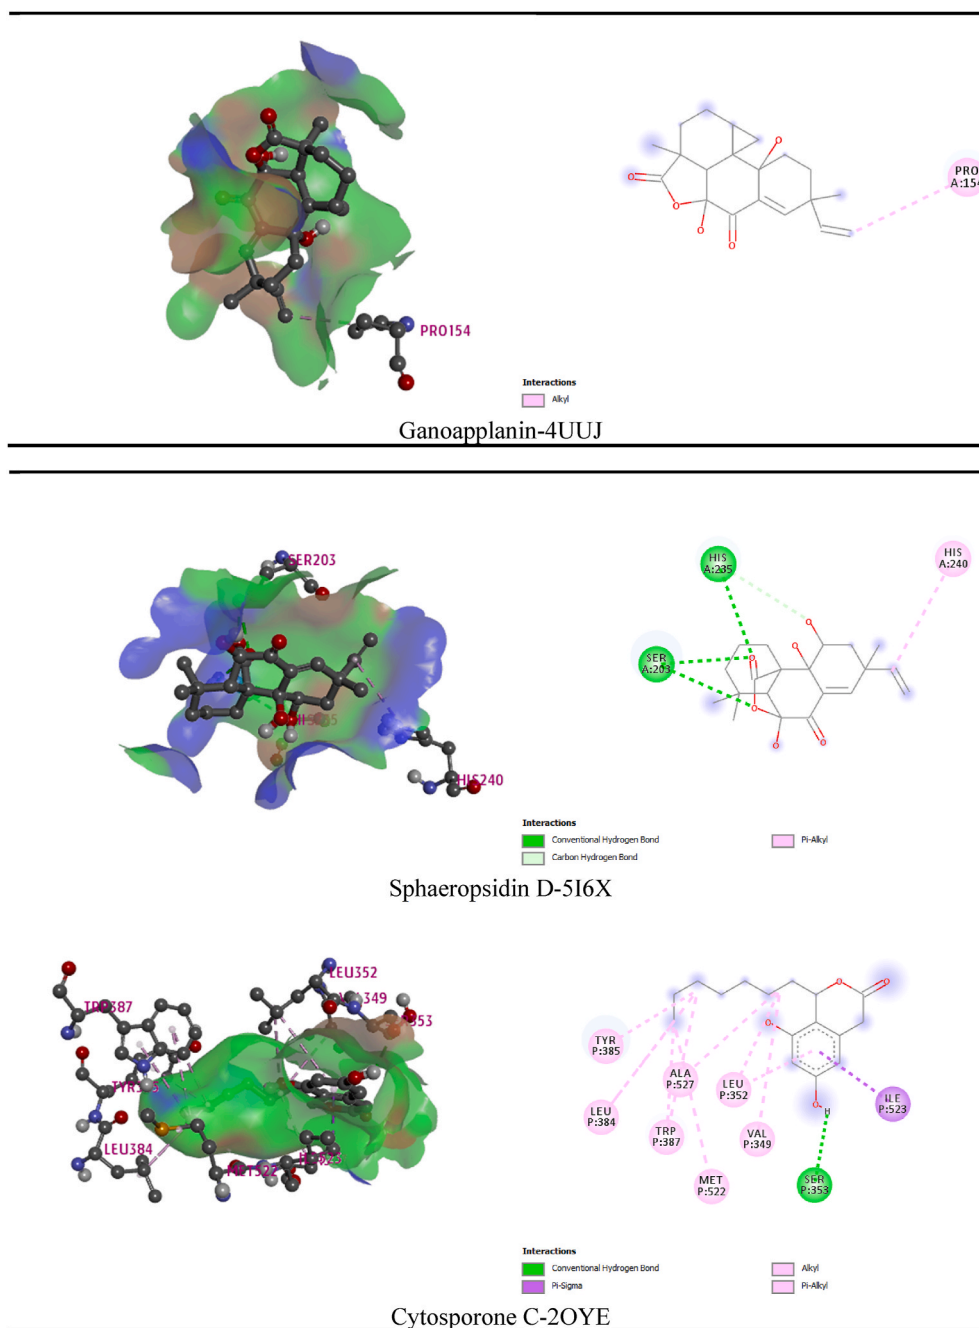 PRO154
O
O
O
O
O
PRO
A:154
Interactions
Alkyl
Ganoapplanin-4UUJ
SER203
HIS240
HIS
A:235
HIS
A:240
SER
A:203
O
O
O
O
O
O
Interactions
Conventional Hydrogen Bond
Pi-Alkyl
Carbon Hydrogen Bond
Sphaeropsidin D-5I6X
LEU352
TRP387
LEU384
MET522
O
O
O
O
H
TYR
P:385
ALA
P:527
LEU
P:352
ILE
P:523
LEU
P:384
TRP
P:387
VAL
P:349
MET
P:522
SER
P:353
Interactions
Conventional Hydrogen Bond
Alkyl
Pi-Sigma
Pi-Alkyl
Cytosporone C-2OYE